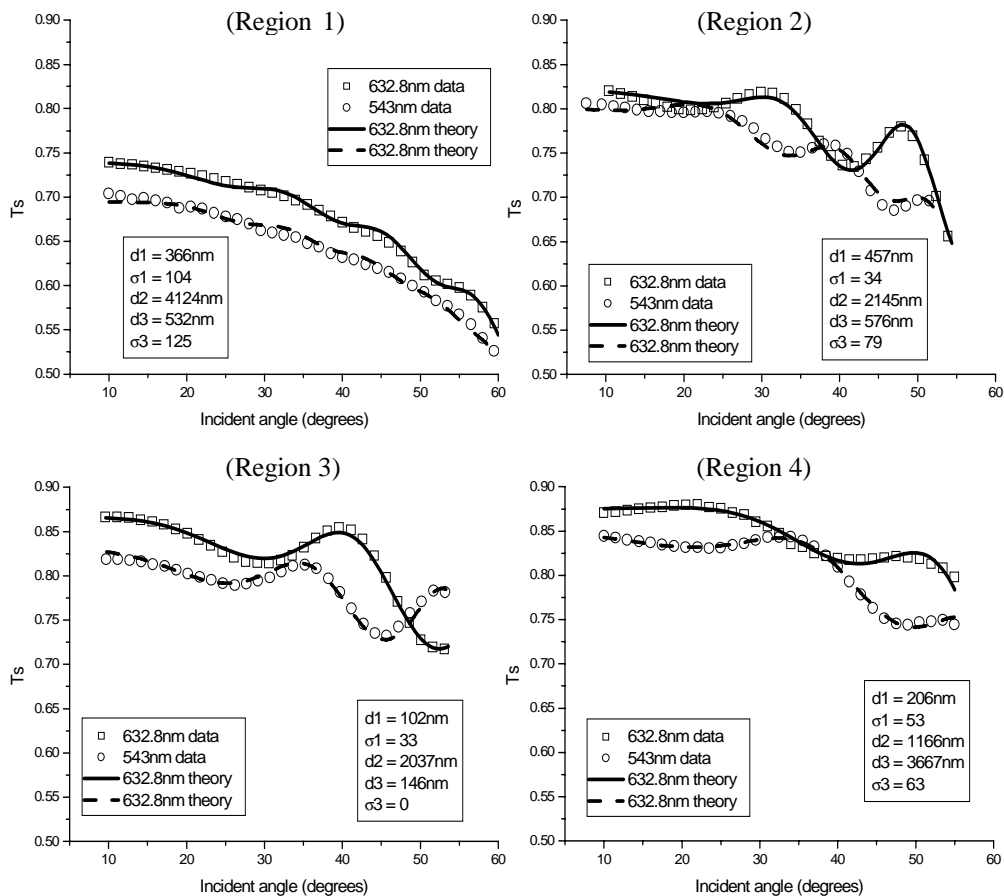 (Region 1)
0.90
0.85
0.80
0.75
0.70
0.65
0.60
0.55
0.50
Ts
632.8nm data
543nm data
632.8nm theory
632.8nm theory
d1 = 366nm
σ1 = 104
d2 = 4124nm
d3 = 532nm
σ3 = 125
10 20 30 40 50 60
Incident angle (degrees)
(Region 2)
0.90
0.85
0.80
0.75
0.70
0.65
0.60
0.55
0.50
Ts
632.8nm data
543nm data
632.8nm theory
632.8nm theory
d1 = 457nm
σ1 = 34
d2 = 2145nm
d3 = 576nm
σ3 = 79
10 20 30 40 50 60
Incident angle (degrees)
(Region 3)
0.90
0.85
0.80
0.75
0.70
0.65
0.60
0.55
0.50
Ts
632.8nm data
543nm data
632.8nm theory
632.8nm theory
d1 = 102nm
σ1 = 33
d2 = 2037nm
d3 = 146nm
σ3 = 0
10 20 30 40 50 60
Incident angle (degrees)
(Region 4)
0.90
0.85
0.80
0.75
0.70
0.65
0.60
0.55
0.50
Ts
632.8nm data
543nm data
632.8nm theory
632.8nm theory
d1 = 206nm
σ1 = 53
d2 = 1166nm
d3 = 3667nm
σ3 = 63
10 20 30 40 50 60
Incident angle (degrees)